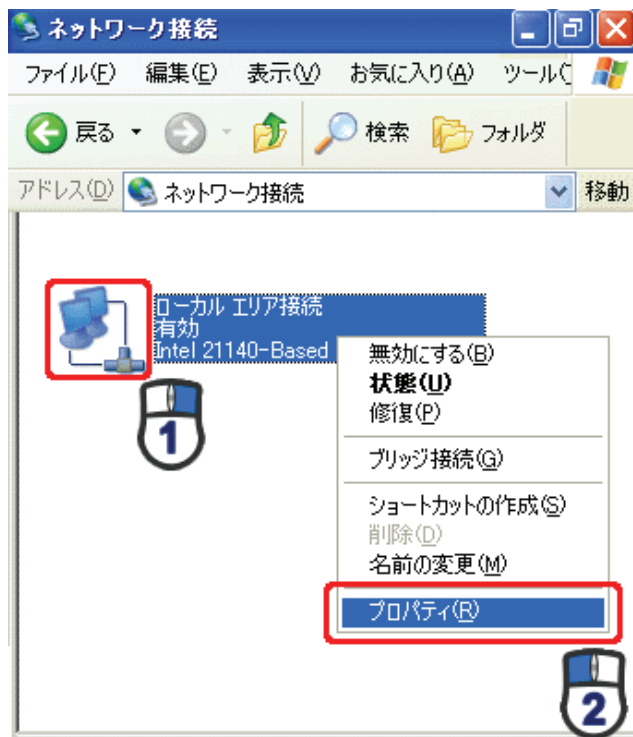 ネットワーク接続
ファイル(F) 編集(E) 表示(V) お気に入り(A) ツール(
戻る 検索 フォルダ
アドレス(D) ネットワーク接続 移動
ローカル エリア接続
有効
Intel 21140-Based
無効にする(B)
状態(U)
修復(P)
ブリッジ接続(G)
ショートカットの作成(S)
削除(D)
名前の変更(M)
プロパティ(R)
1
2